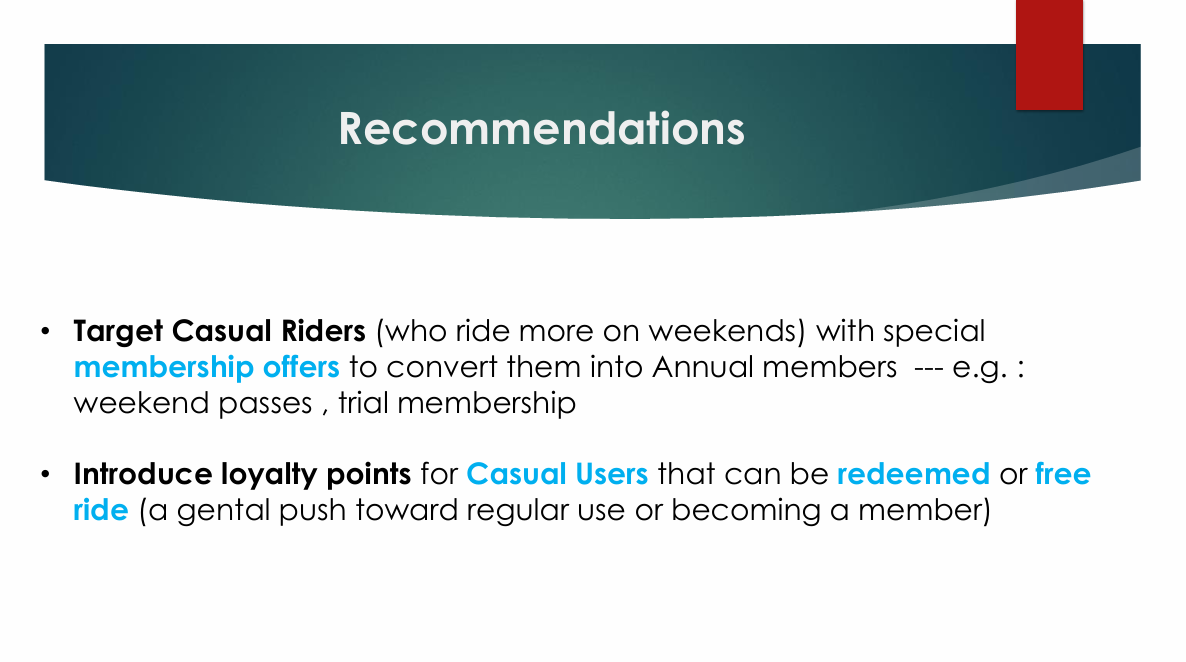 Recommendations
• Target Casual Riders (who ride more on weekends) with special
membership offers to convert them into Annual members --- e.g. :
weekend passes , trial membership
• Introduce loyalty points for Casual Users that can be redeemed or free
ride (a gental push toward regular use or becoming a member)